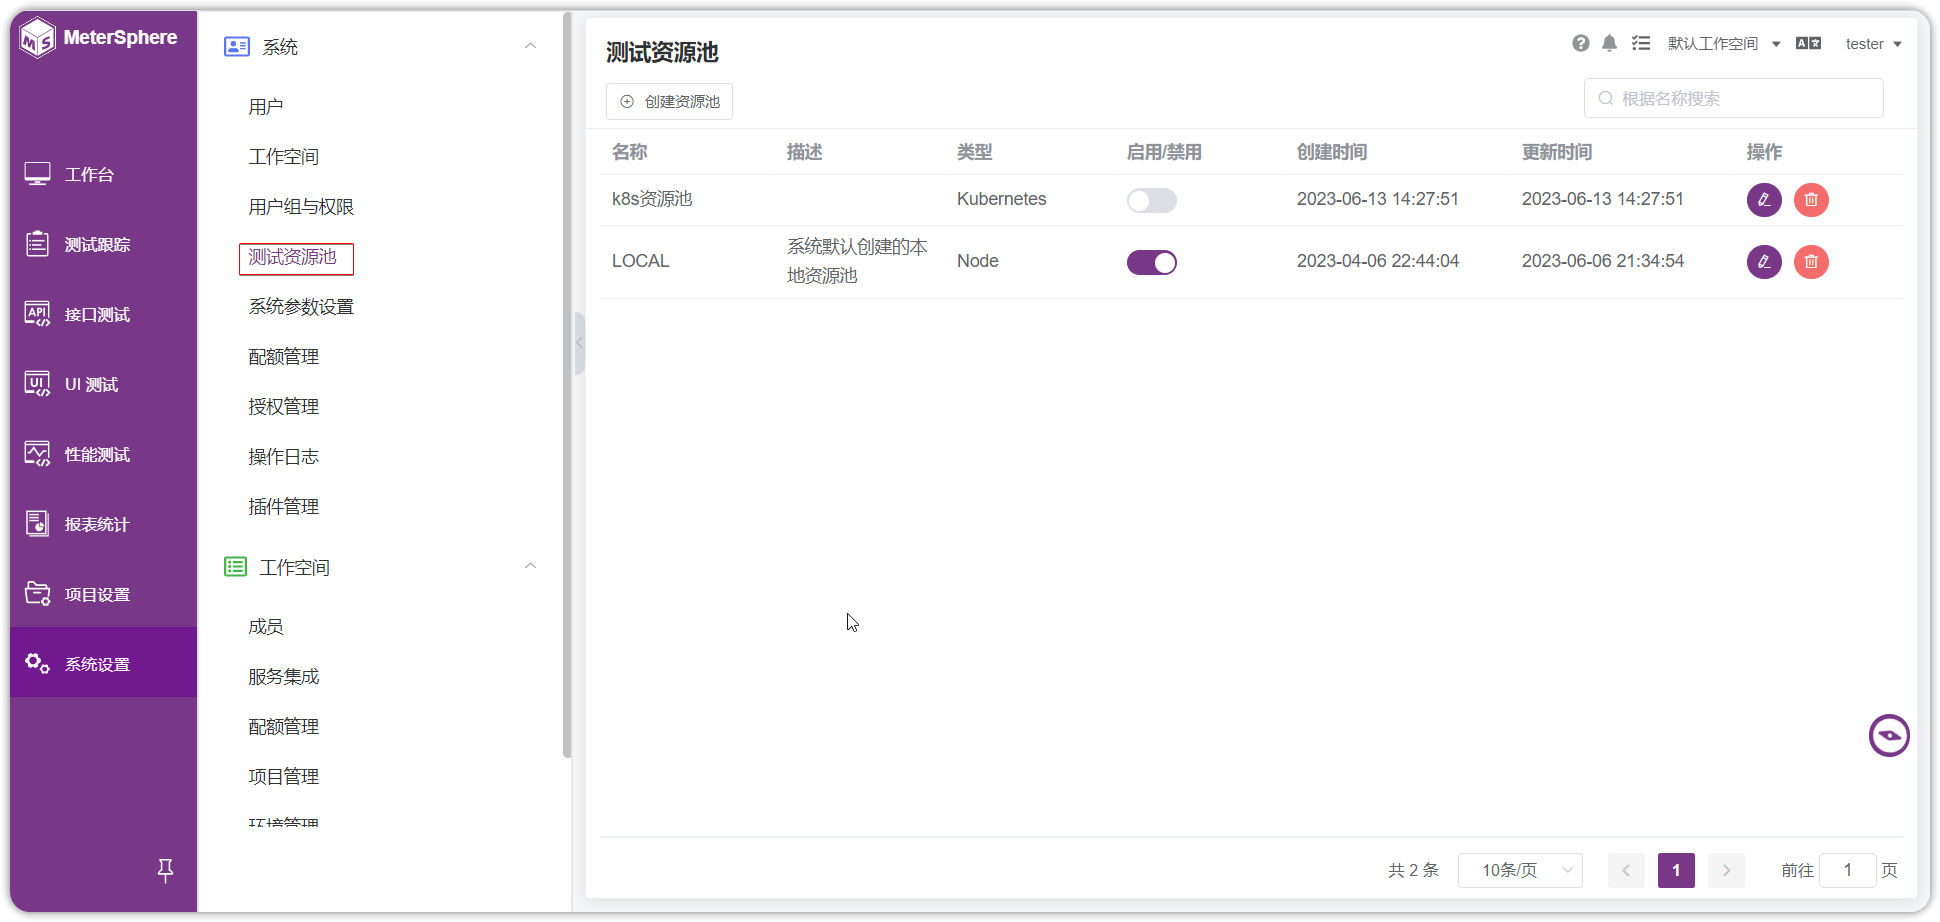 MeterSphere
工作台
测试跟踪
API
接口测试
UI
UI 测试
性能测试
报表统计
项目设置
系统设置
系统
用户
工作空间
用户组与权限
测试资源池
系统参数设置
配额管理
授权管理
操作日志
插件管理
工作空间
成员
服务集成
配额管理
项目管理
环境管理
测试资源池
默认工作空间
tester
创建资源池
根据名称搜索
名称 描述 类型 启用/禁用 创建时间 更新时间 操作
k8s资源池 Kubernetes 2023-06-13 14:27:51 2023-06-13 14:27:51
LOCAL 系统默认创建的本 Node 2023-04-06 22:44:04 2023-06-06 21:34:54
地资源池
共 2 条 10条/页 1 前往 1 页